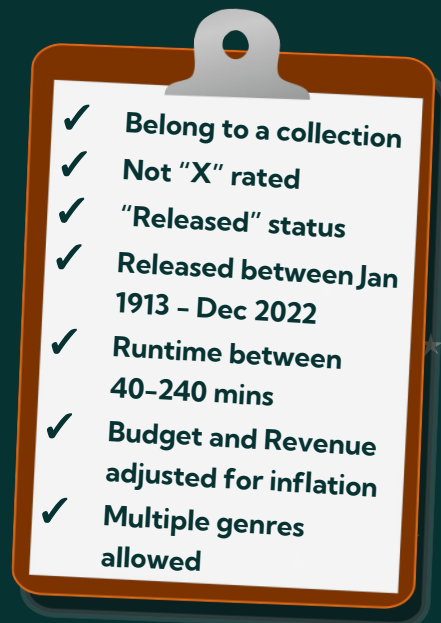 Belong to a collection
Not “X” rated
“Released” status
Released between Jan
1913 - Dec 2022
Runtime between
40-240 mins
Budget and Revenue
adjusted for inflation
Multiple genres
allowed